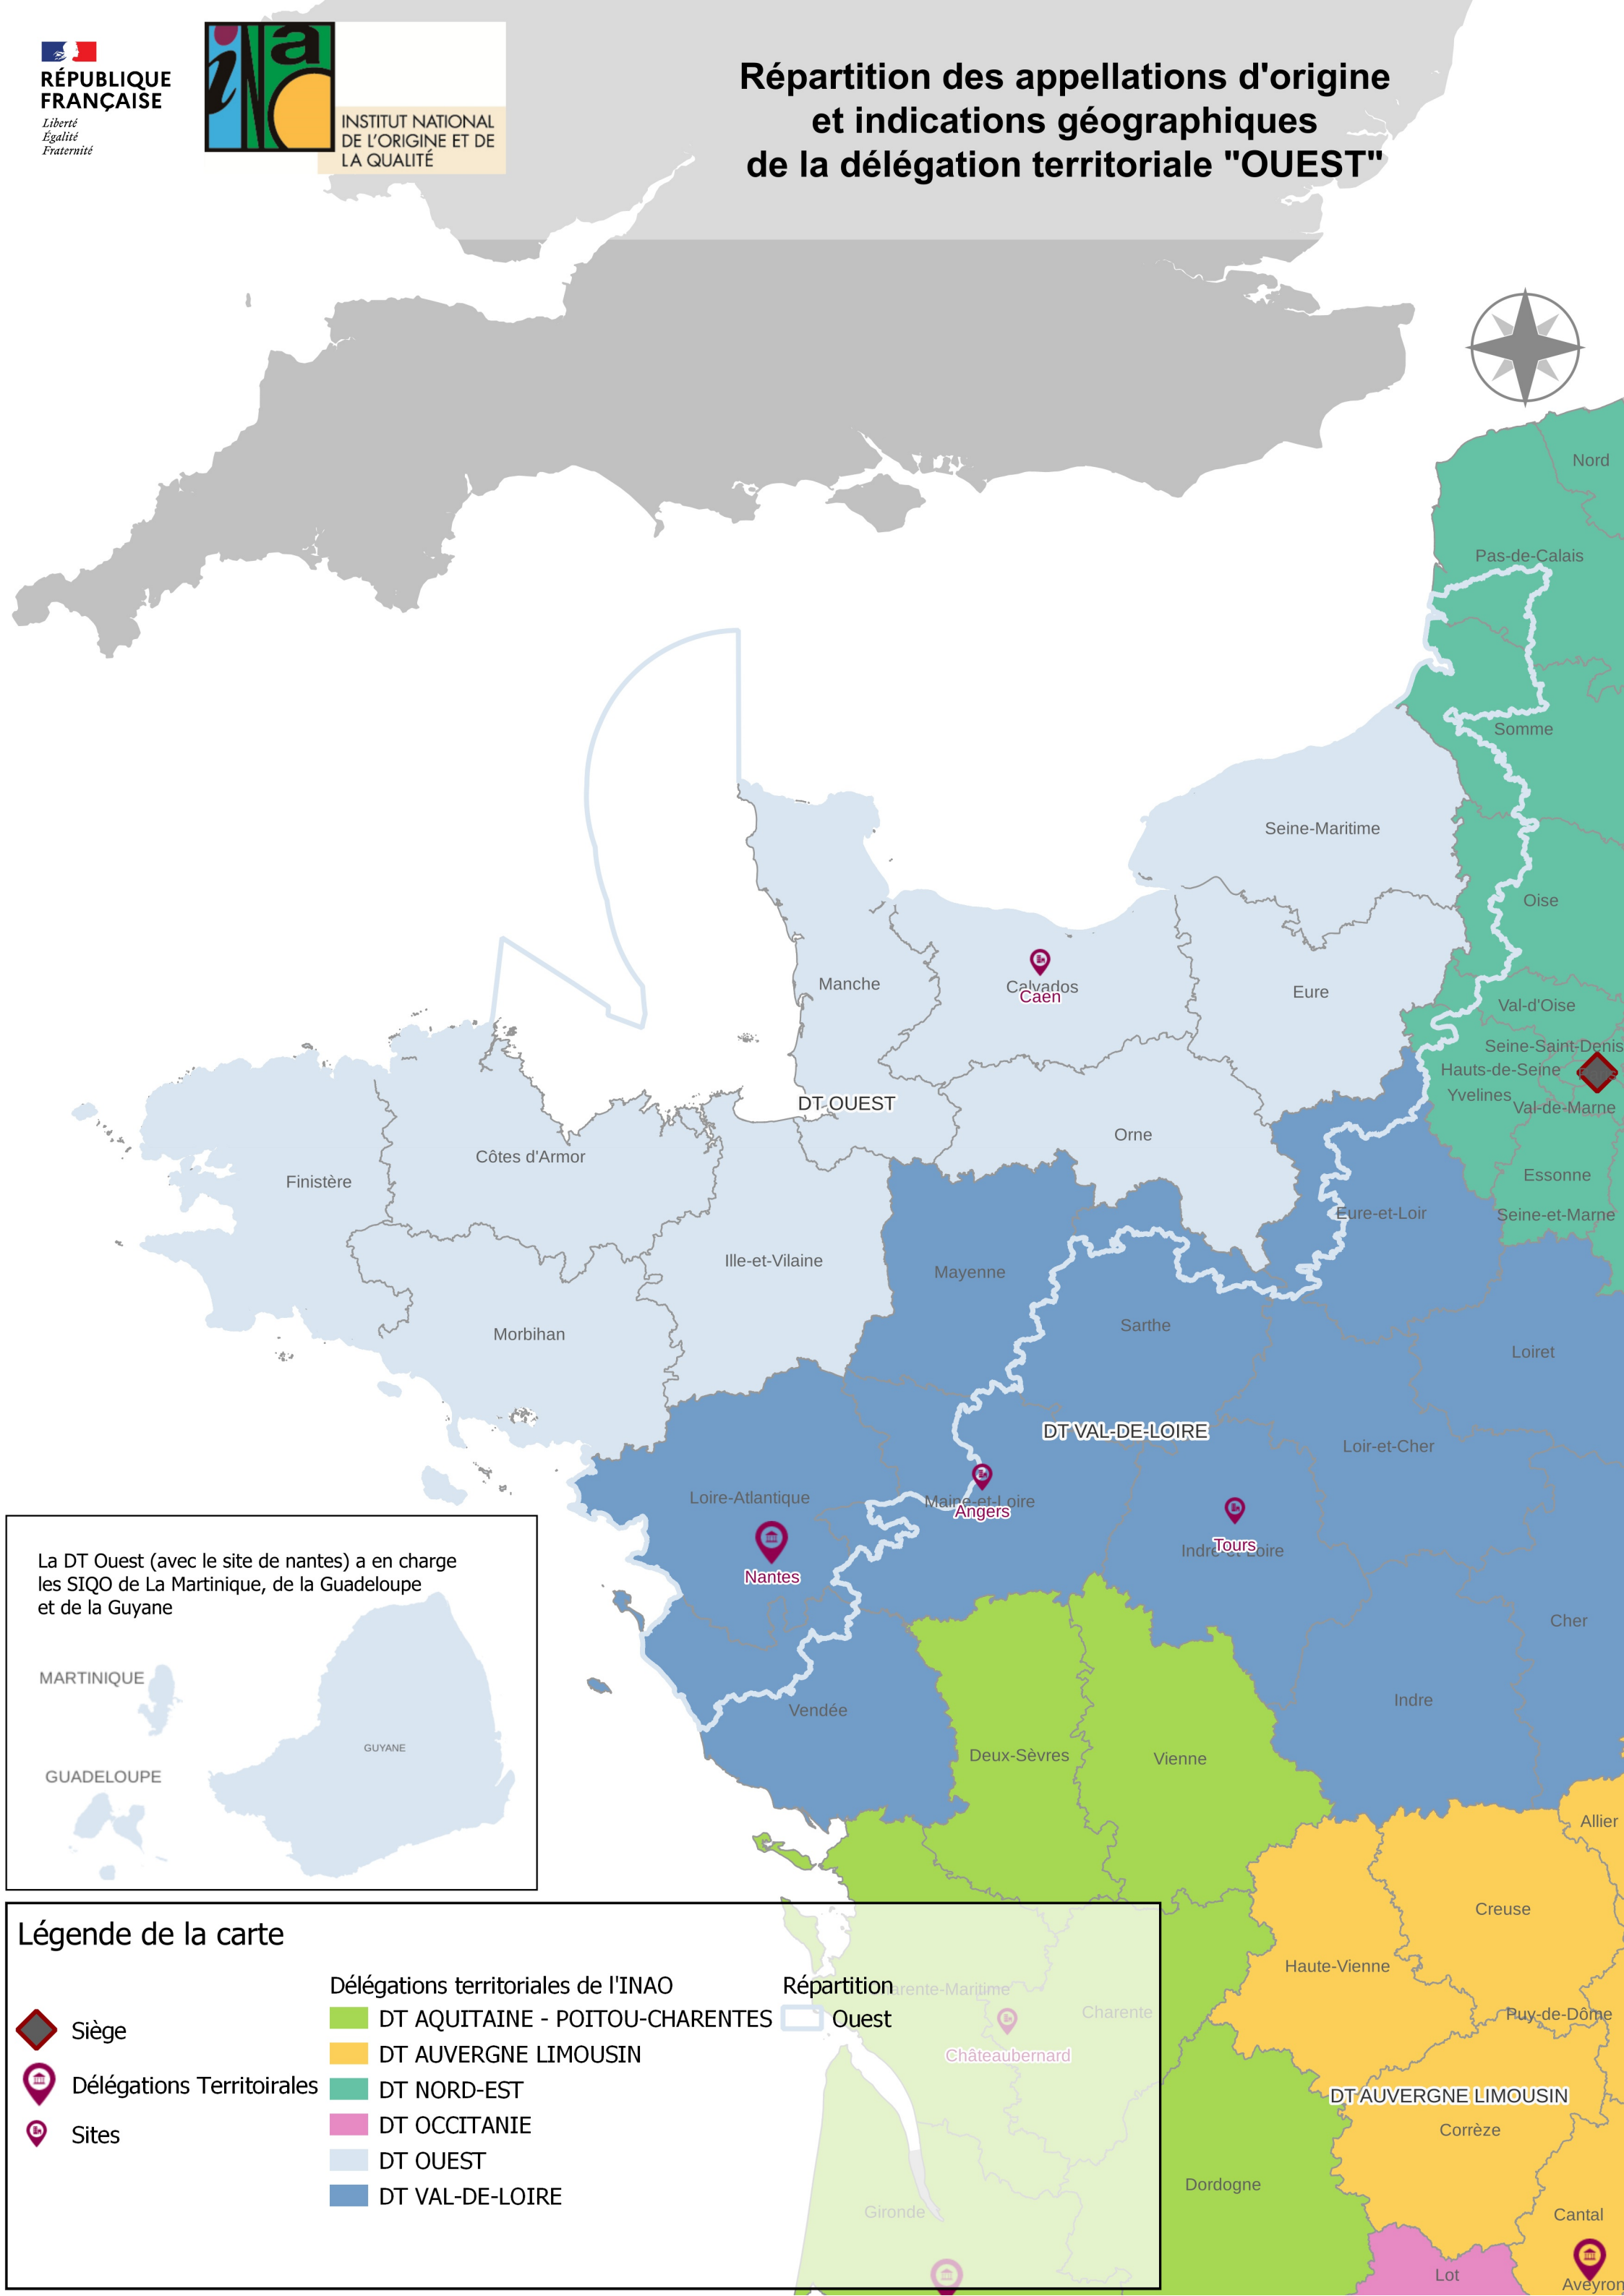 RÉPUBLIQUE
FRANÇAISE
Liberté
Égalité
Fraternité
INSTITUT NATIONAL
DE L'ORIGINE ET DE
LA QUALITÉ
Répartition des appellations d'origine
et indications géographiques
de la délégation territoriale "OUEST"
Nord
Pas-de-Calais
Somme
Seine-Maritime
Oise
Manche
Calvados
Caen
Eure
Val-d'Oise
Seine-Saint-Denis
Hauts-de-Seine
Yvelines
Val-de-Marne
DT OUEST
Orne
Côtes d'Armor
Finistère
Essonne
Eure-et-Loir
Seine-et-Marne
Ille-et-Vilaine
Mayenne
Morbihan
Sarthe
Loiret
DT VAL-DE-LOIRE
Loir-et-Cher
Loire-Atlantique
Maine-et-Loire
Angers
Tours
Indre-et-Loire
Nantes
Cher
Indre
Vendée
Deux-Sèvres
Vienne
Allier
La DT Ouest (avec le site de nantes) a en charge
les SIQO de La Martinique, de la Guadeloupe
et de la Guyane
MARTINIQUE
GUYANE
GUADELOUPE
Creuse
Haute-Vienne
Puy-de-Dôme
Charente-Maritime
Charente
Châteaubernard
DT AUVERGNE LIMOUSIN
Corrèze
Dordogne
Gironde
Cantal
Lot
Aveyron
Légende de la carte
Siège
Délégations Territoirales
Sites
Délégations territoriales de l'INAO
DT AQUITAINE - POITOU-CHARENTES
DT AUVERGNE LIMOUSIN
DT NORD-EST
DT OCCITANIE
DT OUEST
DT VAL-DE-LOIRE
Répartition
Ouest